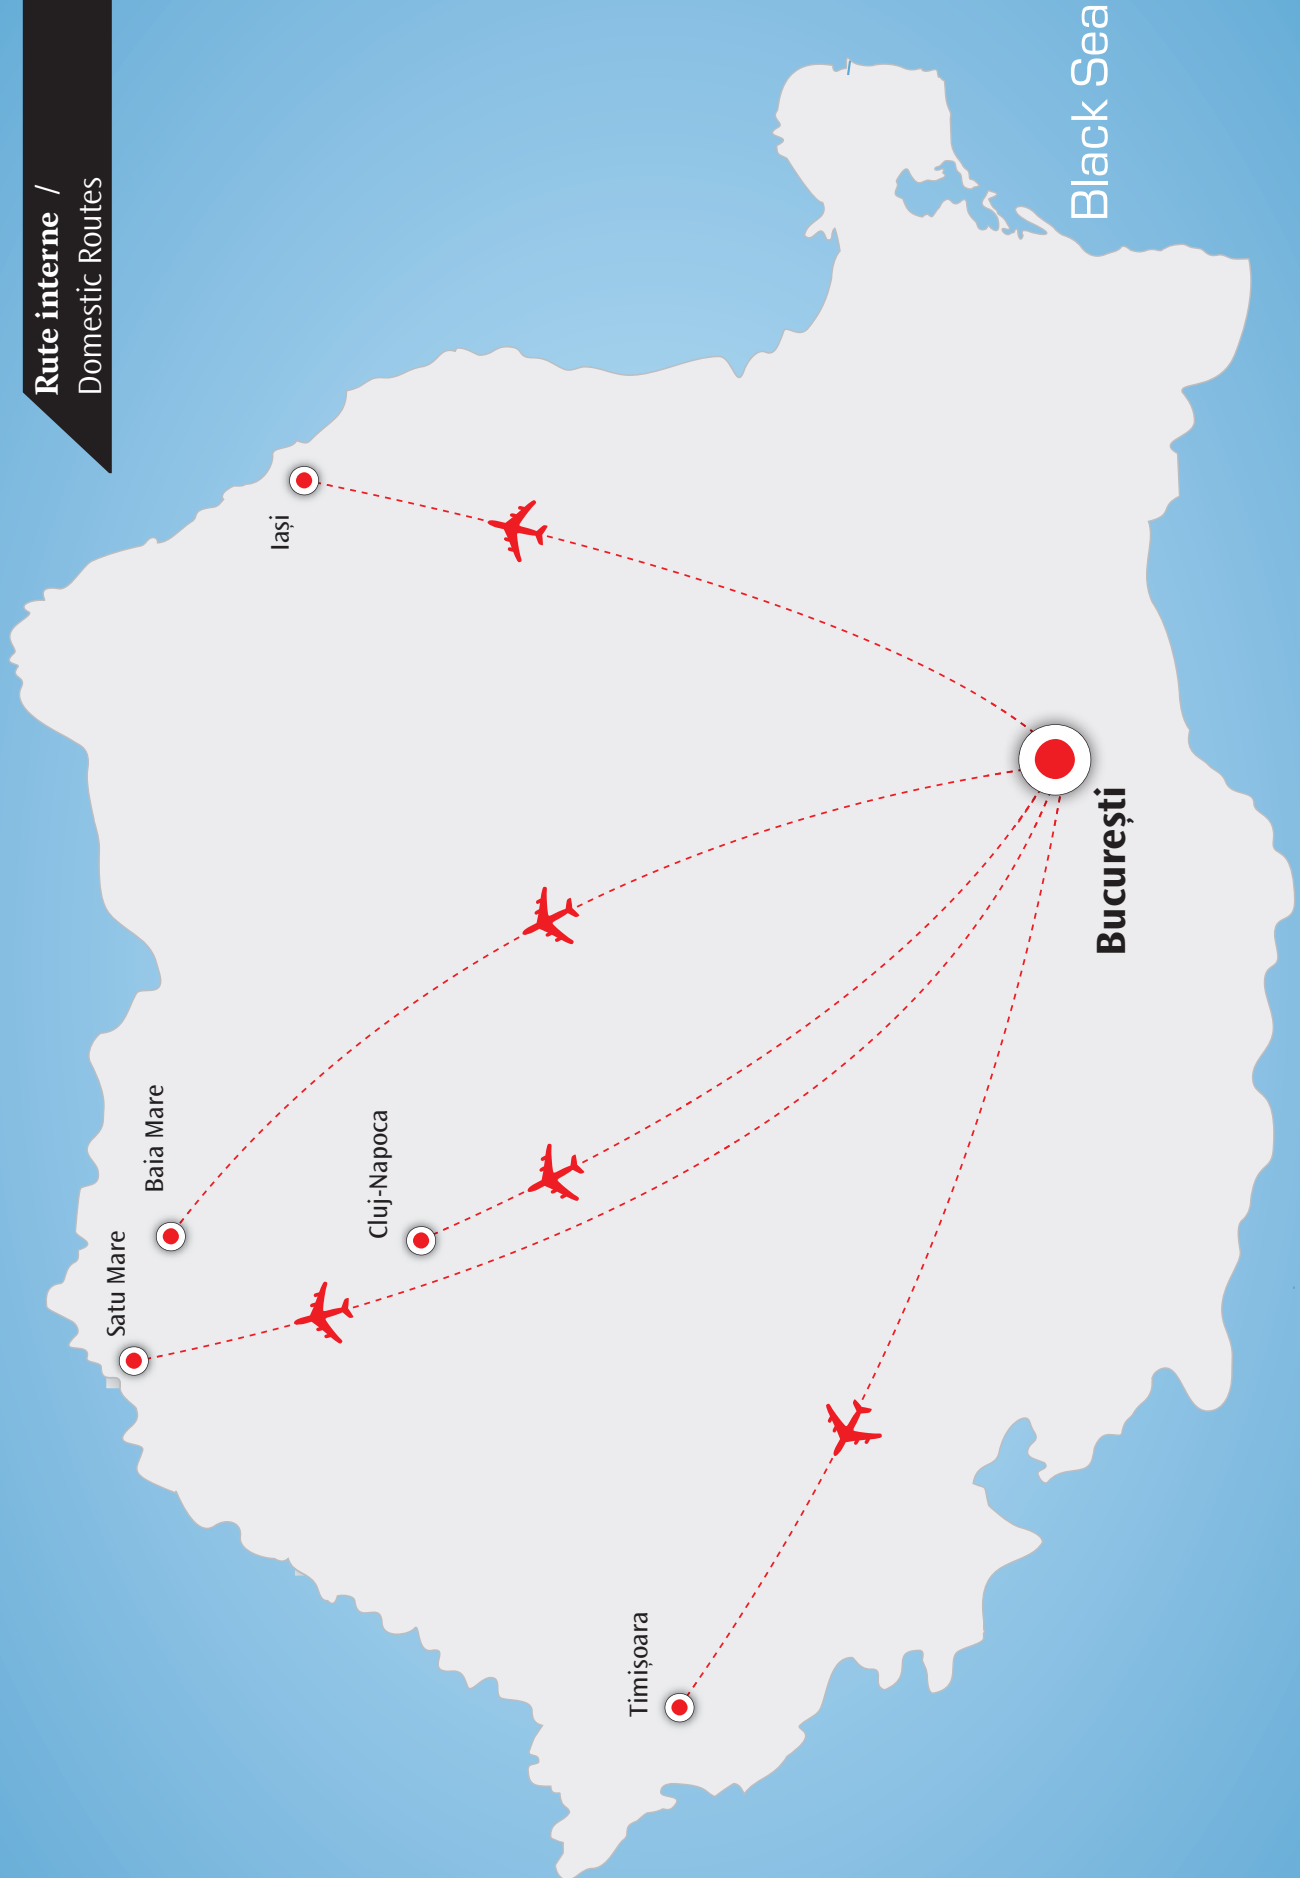 Rute interne /
Domestic Routes
Satu Mare
Baia Mare
Iași
Cluj-Napoca
Timișoara
București
Black Sea